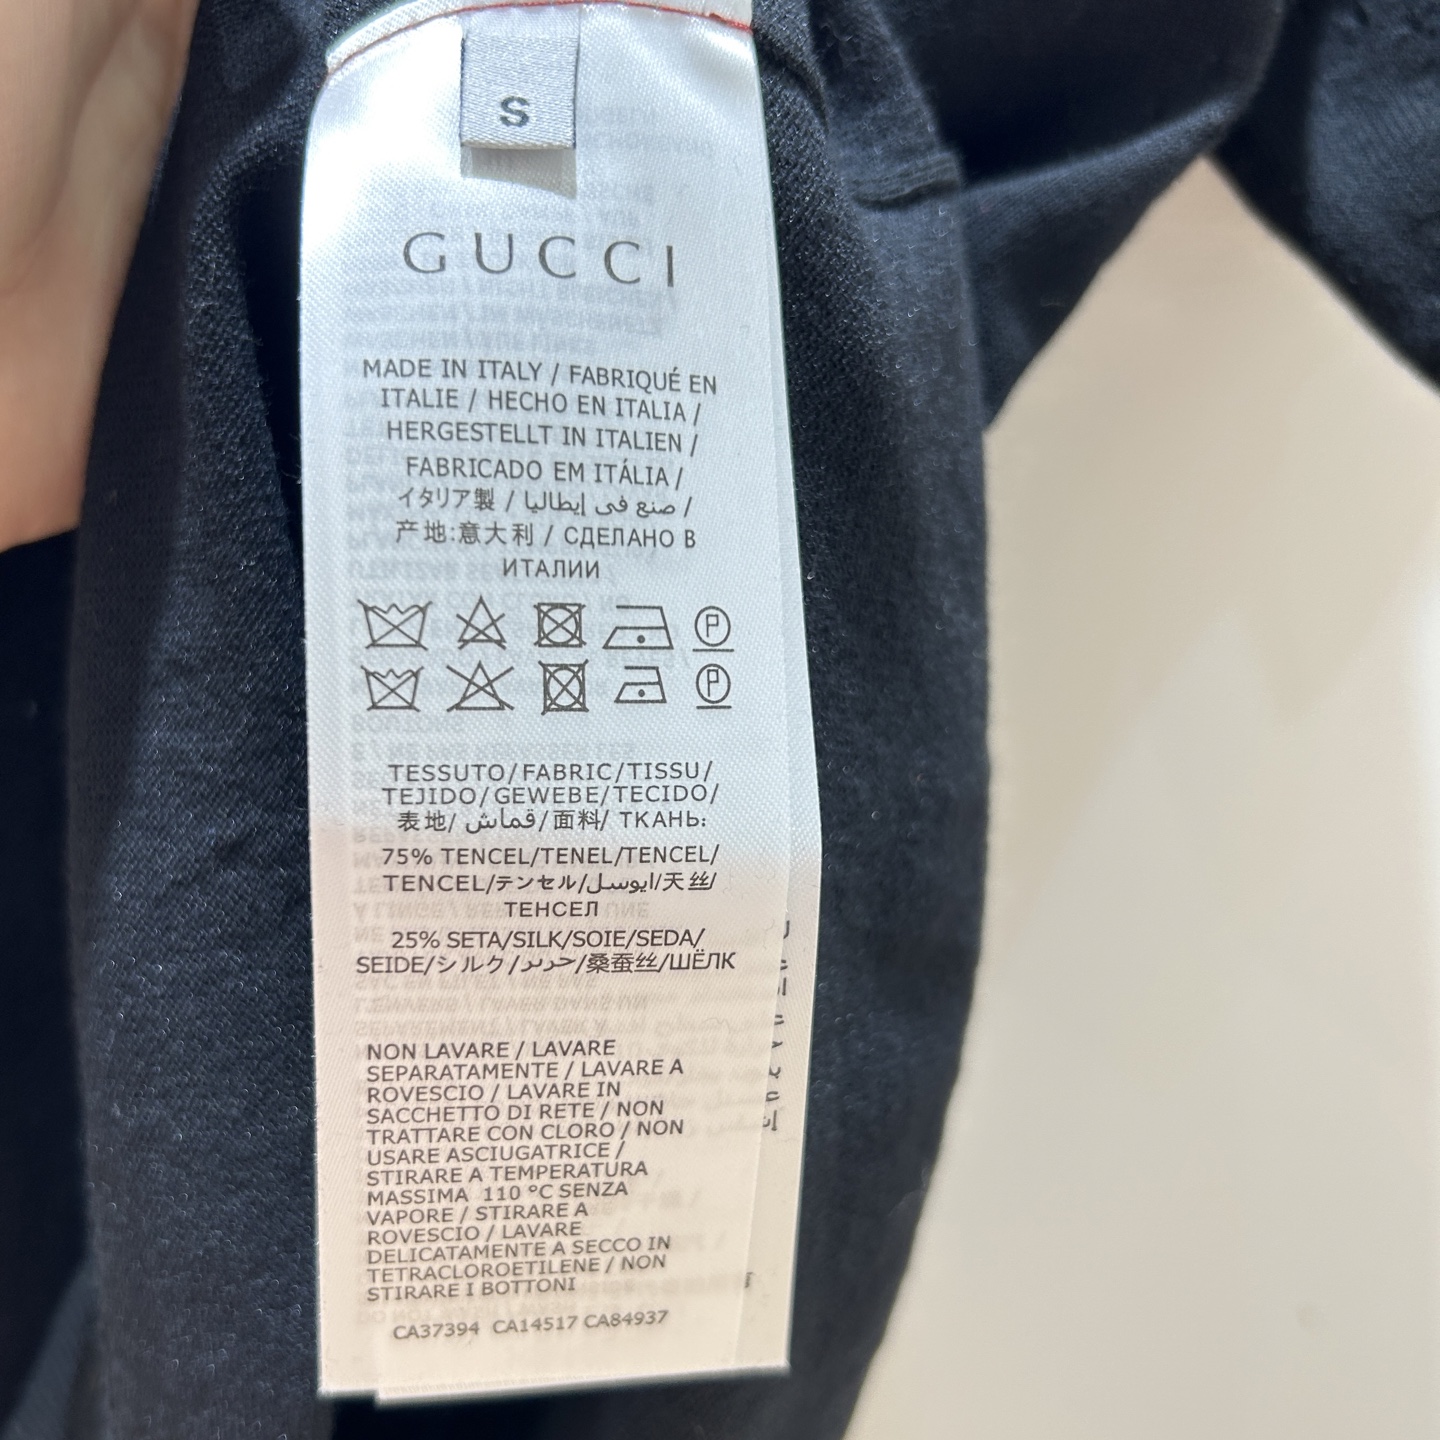 S
GUCCI
MADE IN ITALY / FABRIQUÉ EN
ITALIE / HECHO EN ITALIA /
HERGESTELLT IN ITALIEN /
FABRICADO EM ITÁLIA /
イタリア製 / صنع في إيطاليا /
产地:意大利 / СДЕЛАНО В
ИТАЛИИ
P
P
TESSUTO/FABRIC/TISSU/
TEJIDO/GEWEBE/TECIDO/
表地/ قماش/面料/ ТКАНЬ:
75% TENCEL/TENEL/TENCEL/
TENCEL/テンセル/ايوسل/天丝/
ТЕНСЕЛ
25% SETA/SILK/SOIE/SEDA/
SEIDE/シルク/حرير/桑蚕丝/ШЁЛК
NON LAVARE / LAVARE
SEPARATAMENTE / LAVARE A
ROVESCIO / LAVARE IN
SACCHETTO DI RETE / NON
TRATTARE CON CLORO / NON
USARE ASCIUGATRICE /
STIRARE A TEMPERATURA
MASSIMA 110 °C SENZA
VAPORE / STIRARE A
ROVESCIO / LAVARE
DELICATAMENTE A SECCO IN
TETRACLOROETILENE / NON
STIRARE I BOTTONI
CA37394 CA14517 CA84937